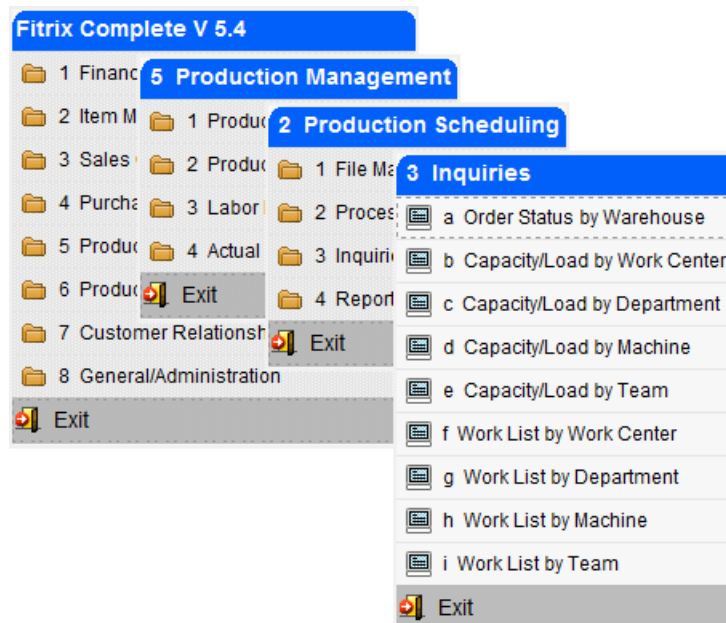 Fitrix Complete V 5.4
1 Financ
2 Item M
3 Sales
4 Purcha
5 Produc
6 Produc
7 Customer Relationsh
8 General/Administration
Exit
5 Production Management
1 Produc
2 Produc
3 Labor
4 Actual
Exit
2 Production Scheduling
1 File Ma
2 Proces
3 Inquiri
4 Report
Exit
3 Inquiries
a Order Status by Warehouse
b Capacity/Load by Work Center
c Capacity/Load by Department
d Capacity/Load by Machine
e Capacity/Load by Team
f Work List by Work Center
g Work List by Department
h Work List by Machine
i Work List by Team
Exit